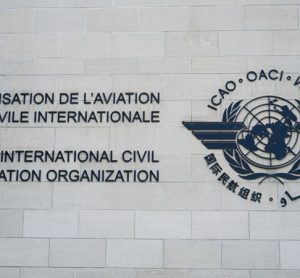 ISATION DE L'AVIATION
VILE INTERNATIONALE
INTERNATIONAL CIVIL
ATION ORGANIZATION
ICAO · OACI · И
国际民航组织